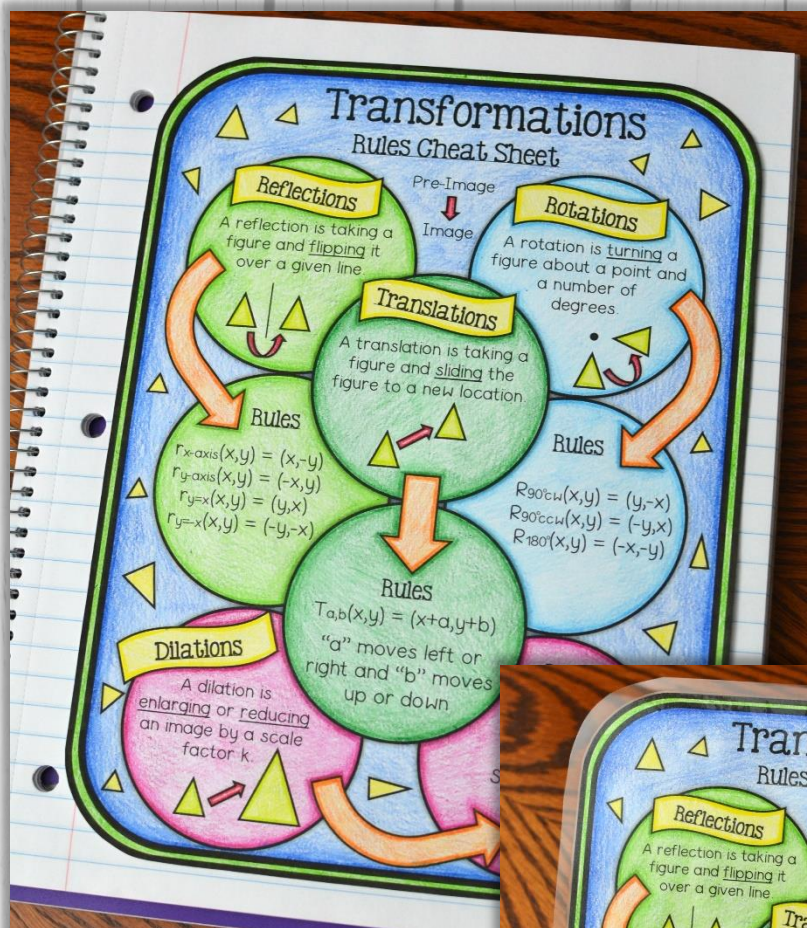 Transformations
Rules Cheat Sheet
Reflections
A reflection is taking a
figure and flipping it
over a given line
Pre-Image
Image
Rotations
A rotation is turning a
figure about a point and
a number of
degrees.
Translations
A translation is taking a
figure and sliding the
figure to a new location.
Rules
rx-axis(x,y) = (x,-y)
ry-axis(x,y) = (-x,y)
ry=x(x,y) = (y,x)
ry=-x(x,y) = (-y,-x)
Rules
R90°cw(x,y) = (y,-x)
R90°ccw(x,y) = (-y,x)
R180°(x,y) = (-x,-y)
Rules
Ta,b(x,y) = (x+a,y+b)
"a" moves left or
right and "b" moves
up or down
Dilations
A dilation is
enlarging or reducing
an image by a scale
factor k.
Tran
Rules
Reflections
A reflection is taking a
figure and flipping it
over a given line
Tra